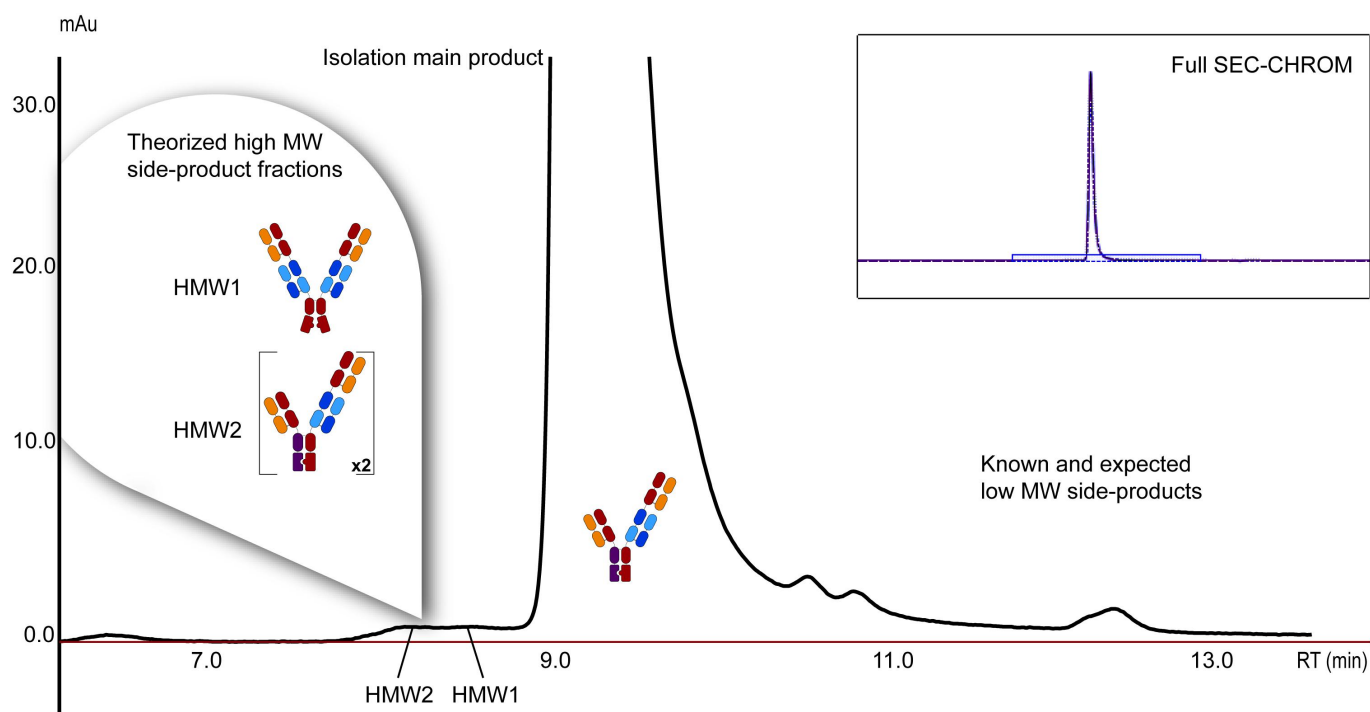 mAu
Isolation main product
Full SEC-CHROM
30.0
Theorized high MW
side-product fractions
20.0
HMW1
10.0
HMW2
x2
Known and expected
low MW side-products
0.0
7.0
9.0
11.0
13.0
RT (min)
HMW2
HMW1